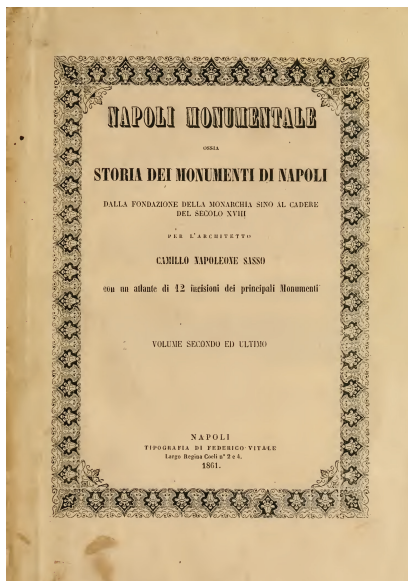 NAPOLI MONUMENTALE
OSSIA
STORIA DEI MONUMENTI DI NAPOLI
DALLA FONDAZIONE DELLA MONARCHIA SINO AL CADERE
DEL SECOLO XVIII
PER L'ARCHITETTO
CAMILLO NAPOLEONE SASSO
con un atlante di 12 incisioni dei principali Monumenti
VOLUME SECONDO ED ULTIMO
NAPOLI
TIPOGRAFIA DI FEDERICO VITALE
Largo Regina Coeli nº 2 e 4.
1861.